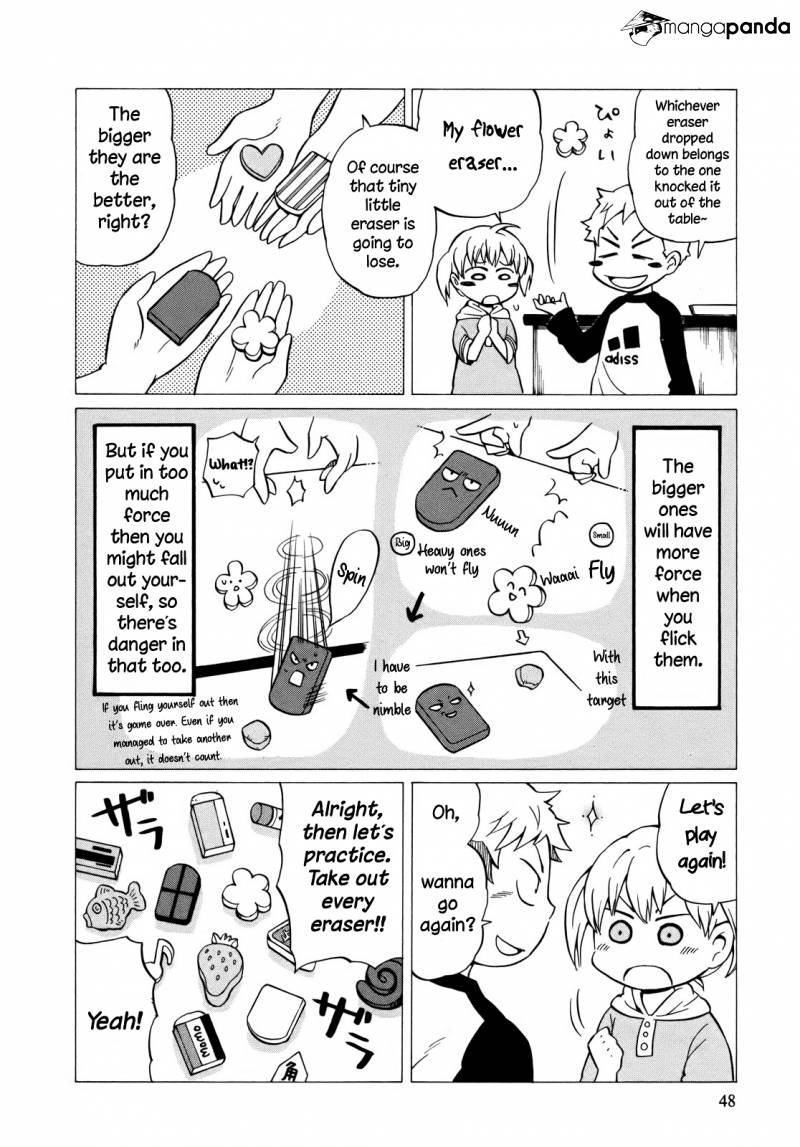 mangapanda
Whichever
eraser
dropped
down belongs
to the one
knocked it
out of the
table~
ぴょい
My flower
eraser...
adiss
Of course
that tiny
little
eraser is
going to
lose.
The
bigger
they are
the
better,
right?
The
bigger
ones
will have
more
force
when
you
flick
them.
Small
Fly
Waaai
Big
Heavy ones
won't fly
Nuuun
With
this
target
I have
to be
nimble
What!?
Spin
But if you
put in too
much
force
then you
might fall
out your-
self, so
there's
danger in
that too.
If you fling yourself out then
it's game over. Even if you
managed to take another
out, it doesn't count.
Let's
play
again!
Oh,
wanna
go
again?
Alright,
then let's
practice.
Take out
every
eraser!!
ザラ
ザラ
Yeah!
MOMO
角
48